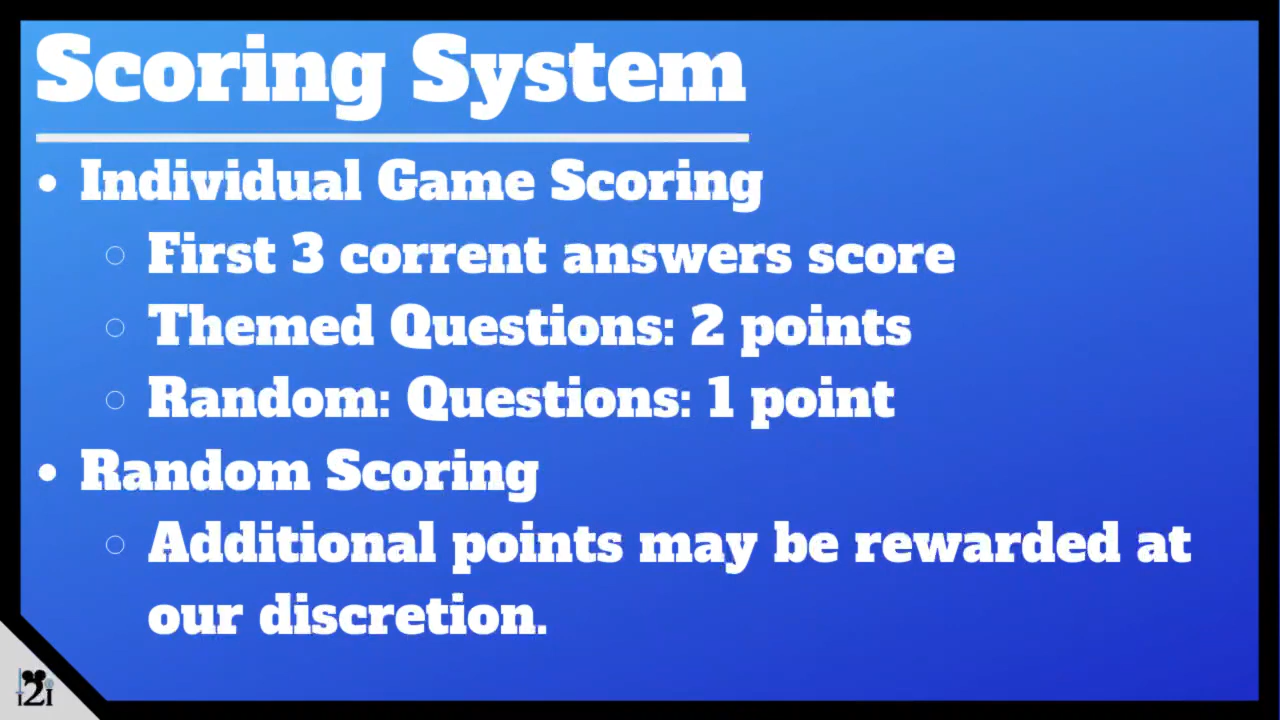 Scoring System
Individual Game Scoring
First 3 corrent answers score
Themed Questions: 2 points
Random: Questions: 1 point
Random Scoring
Additional points may be rewarded at
our discretion.
I2I